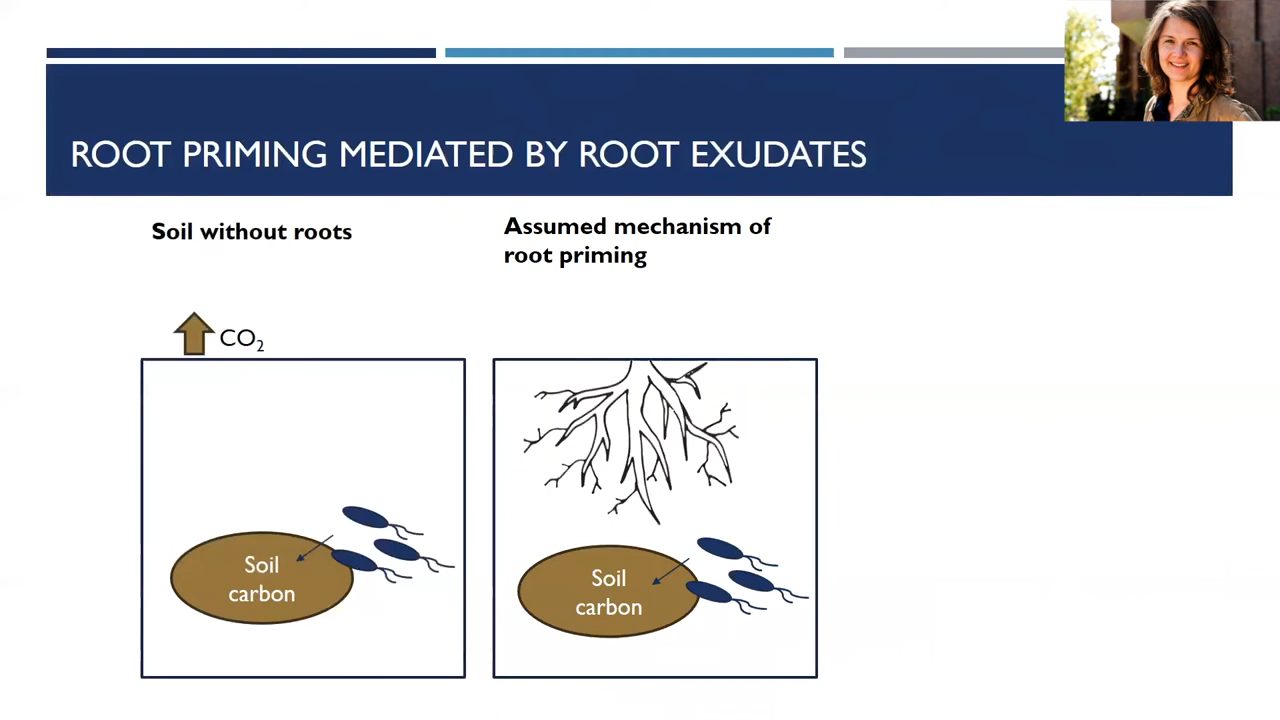 ROOT PRIMING MEDIATED BY ROOT EXUDATES
Soil without roots
Assumed mechanism of
root priming
CO₂
Soil
carbon
Soil
carbon